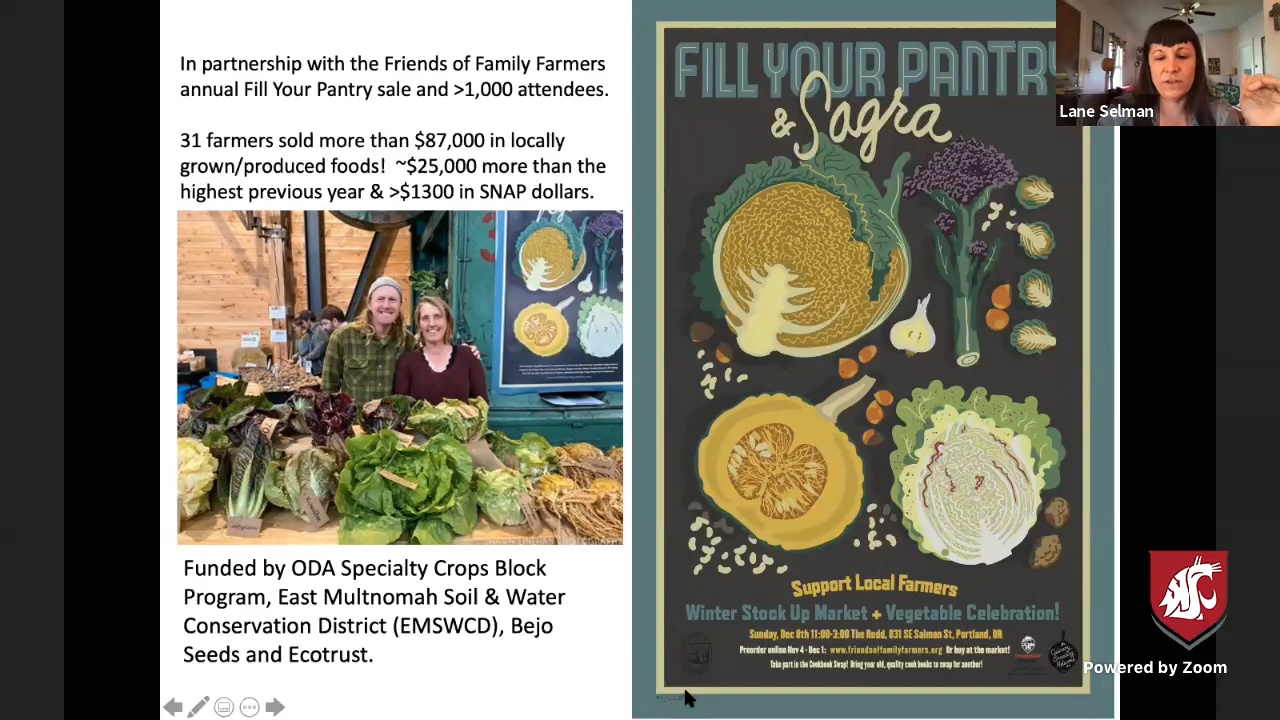 In partnership with the Friends of Family Farmers
annual Fill Your Pantry sale and >1,000 attendees.
31 farmers sold more than $87,000 in locally
grown/produced foods!  ~$25,000 more than the
highest previous year & >$1300 in SNAP dollars.
Funded by ODA Specialty Crops Block
Program, East Multnomah Soil & Water
Conservation District (EMSWCD), Bejo
Seeds and Ecotrust.
FILL YOUR PANTRY
& Sagra
Support Local Farmers
Winter Stock Up Market + Vegetable Celebration!
Sunday, Dec 8th 11:00-3:00 The Redd, 831 SE Salmon St, Portland, OR
Preorder online Nov 4 - Dec 1: www.friendsoffamilyfarmers.org Or buy at the market!
Take part in the Cookbook Swap! Bring your old, quality cook books to swap for another!
Lane Selman
Powered by Zoom